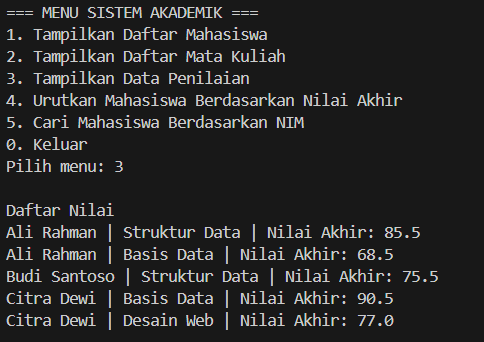 === MENU SISTEM AKADEMIK ===
1. Tampilkan Daftar Mahasiswa
2. Tampilkan Daftar Mata Kuliah
3. Tampilkan Data Penilaian
4. Urutkan Mahasiswa Berdasarkan Nilai Akhir
5. Cari Mahasiswa Berdasarkan NIM
0. Keluar
Pilih menu: 3
Daftar Nilai
Ali Rahman | Struktur Data | Nilai Akhir: 85.5
Ali Rahman | Basis Data | Nilai Akhir: 68.5
Budi Santoso | Struktur Data | Nilai Akhir: 75.5
Citra Dewi | Basis Data | Nilai Akhir: 90.5
Citra Dewi | Desain Web | Nilai Akhir: 77.0